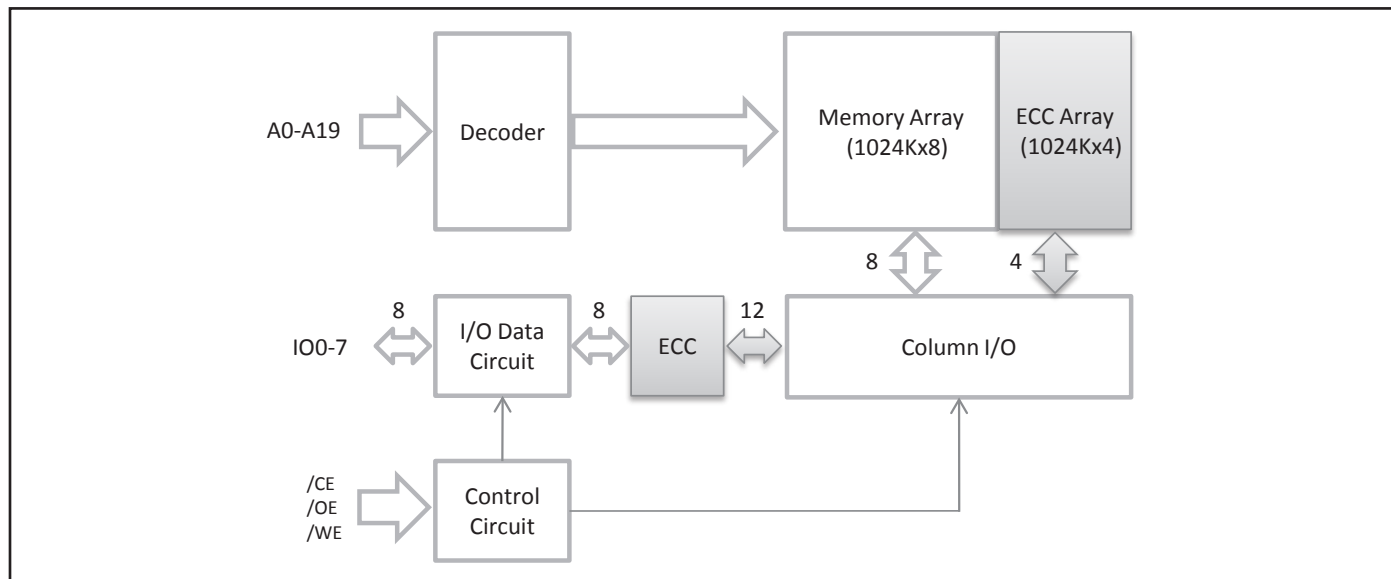 A0-A19
Decoder
Memory Array
(1024Kx8)
ECC Array
(1024Kx4)
8
4
IO0-7
8
I/O Data
Circuit
8
ECC
12
Column I/O
/CE
/OE
/WE
Control
Circuit